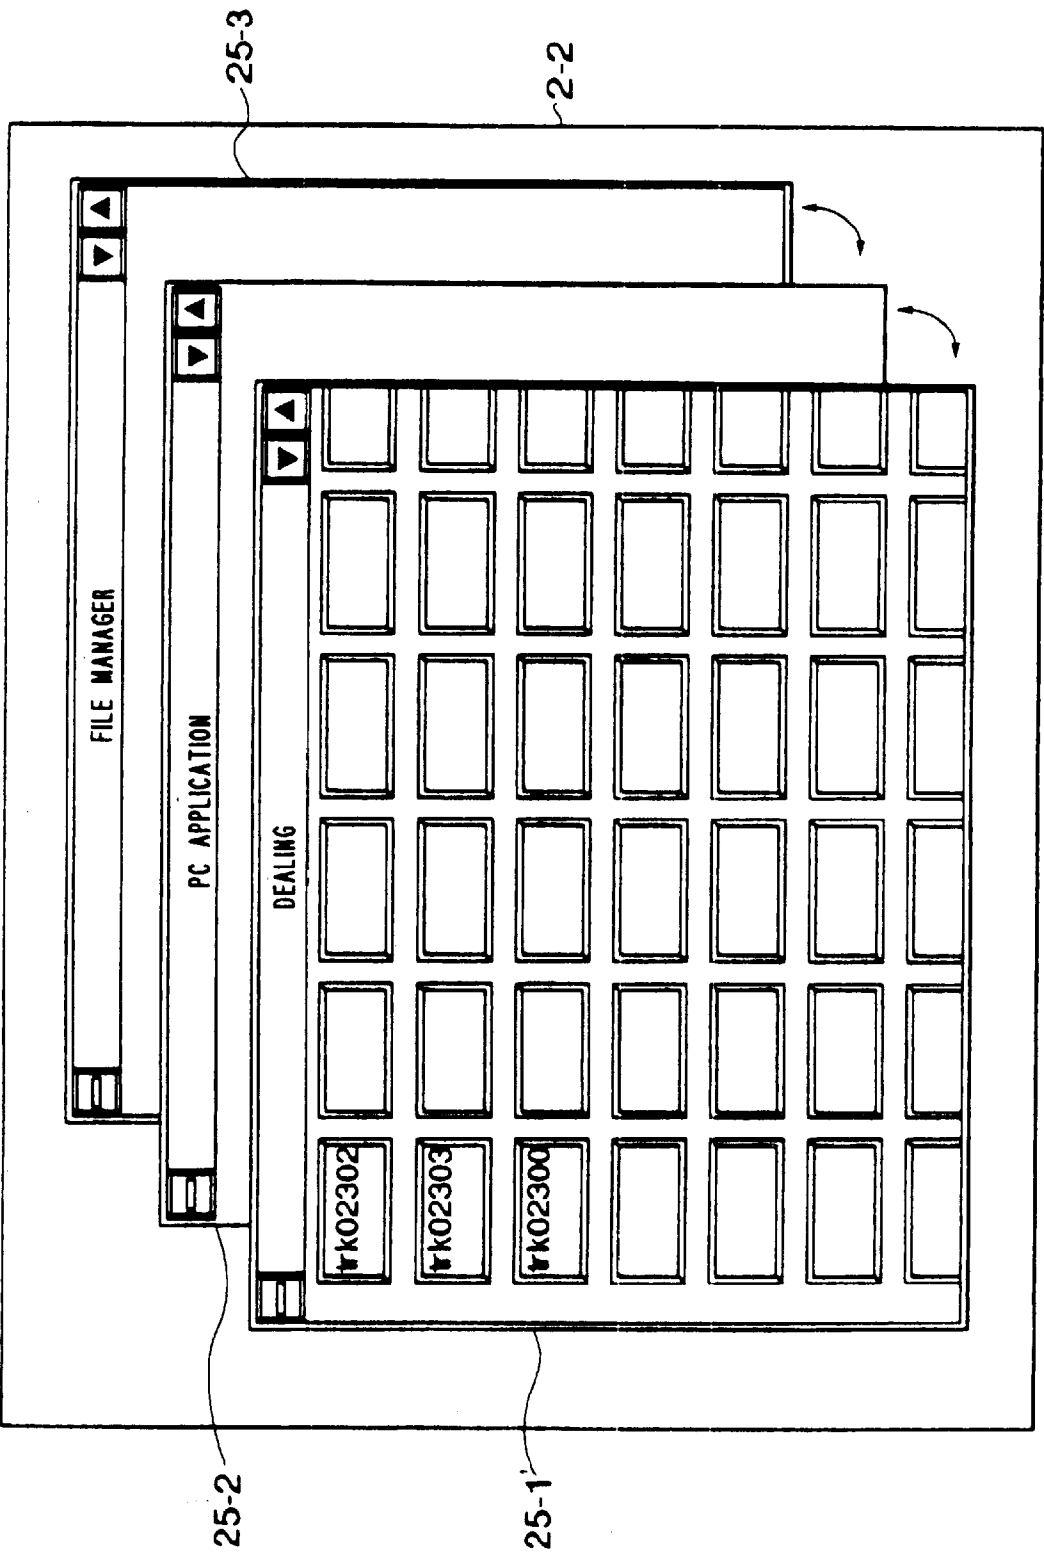 25-3
2-2
FILE MANAGER
PC APPLICATION
DEALING
trk02302
trk02303
trk02300
25-2
25-1'